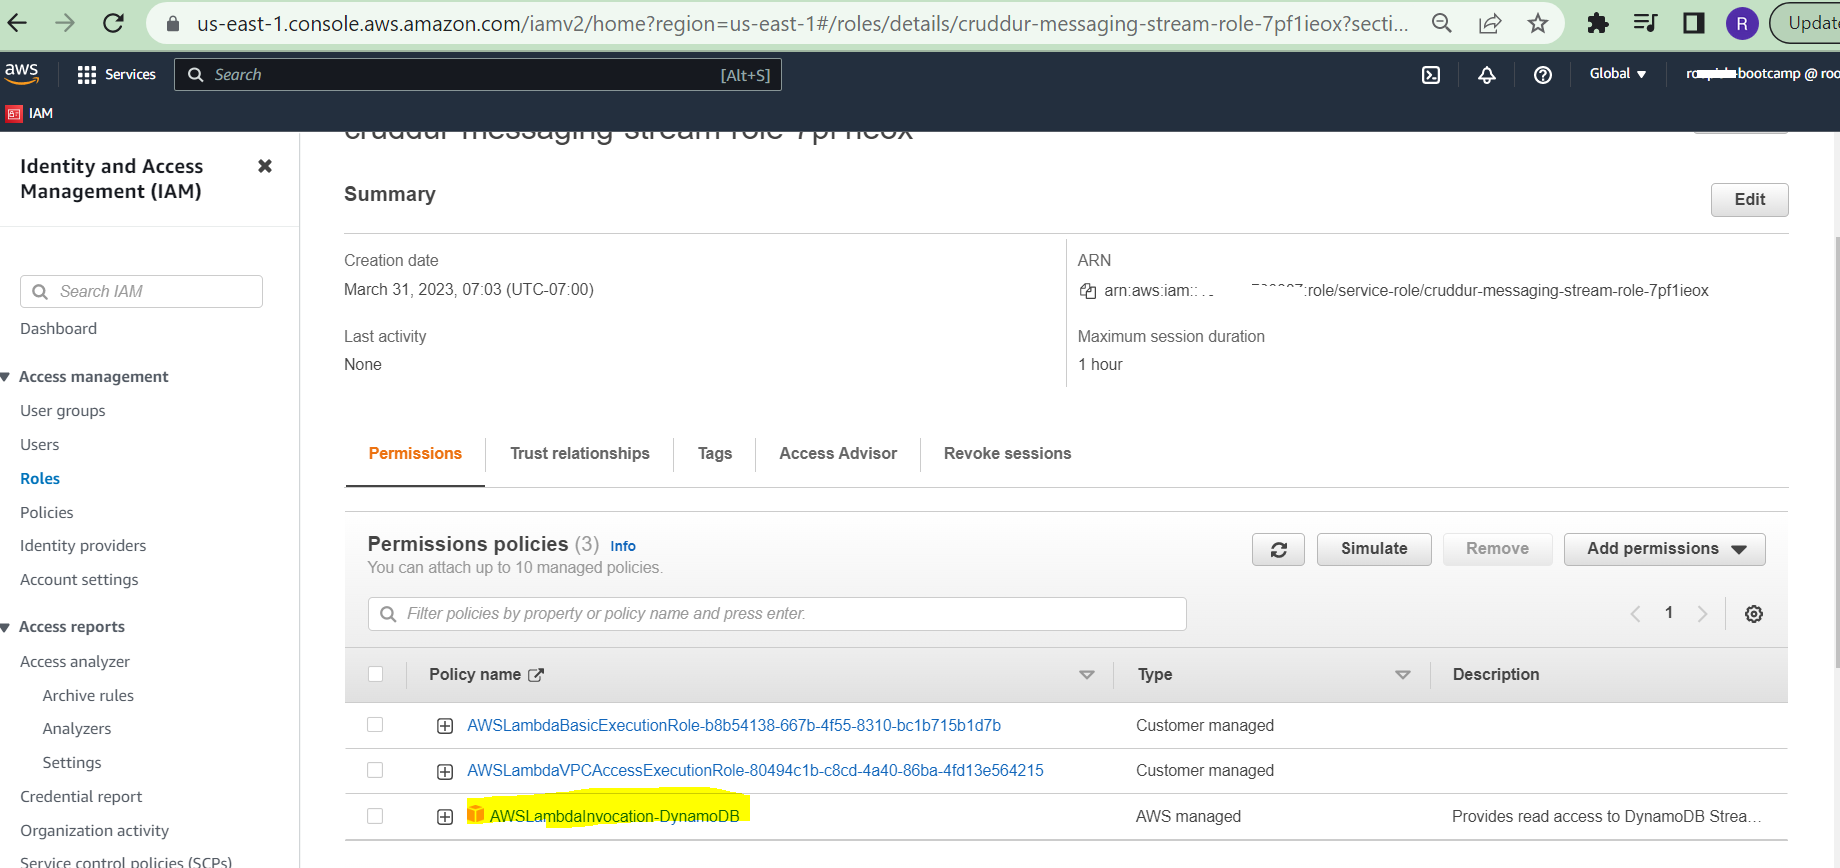 us-east-1.console.aws.amazon.com/iamv2/home?region=us-east-1#/roles/details/cruddur-messaging-stream-role-7pf1ieox?secti...
R
Updat
aws
Services
Search
[Alt+S]
Global
bootcamp @ roo
IAM
Identity and Access
Management (IAM)
Search IAM
Dashboard
Access management
User groups
Users
Roles
Policies
Identity providers
Account settings
Access reports
Access analyzer
Archive rules
Analyzers
Settings
Credential report
Organization activity
Service control policies (SCPs)
cruddur-messaging-stream-role-7pf1ieox
Summary
Edit
Creation date
March 31, 2023, 07:03 (UTC-07:00)
ARN
arn:aws:iam:: :role/service-role/cruddur-messaging-stream-role-7pf1ieox
Last activity
None
Maximum session duration
1 hour
Permissions
Trust relationships
Tags
Access Advisor
Revoke sessions
Permissions policies (3) Info
You can attach up to 10 managed policies.
Simulate
Remove
Add permissions
Filter policies by property or policy name and press enter.
1
Policy name
Type
Description
AWSLambdaBasicExecutionRole-b8b54138-667b-4f55-8310-bc1b715b1d7b
Customer managed
AWSLambdaVPCAccessExecutionRole-80494c1b-c8cd-4a40-86ba-4fd13e564215
Customer managed
AWSLambdaInvocation-DynamoDB
AWS managed
Provides read access to DynamoDB Strea...